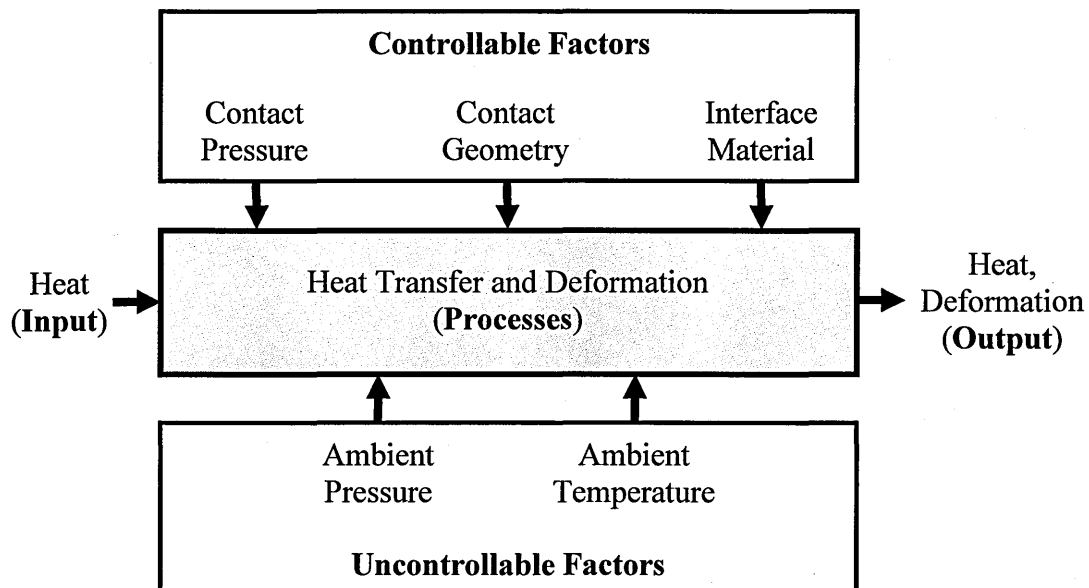 Controllable Factors
Contact
Pressure
Contact
Geometry
Interface
Material
Heat
(Input)
Heat Transfer and Deformation
(Processes)
Heat,
Deformation
(Output)
Ambient
Pressure
Ambient
Temperature
Uncontrollable Factors